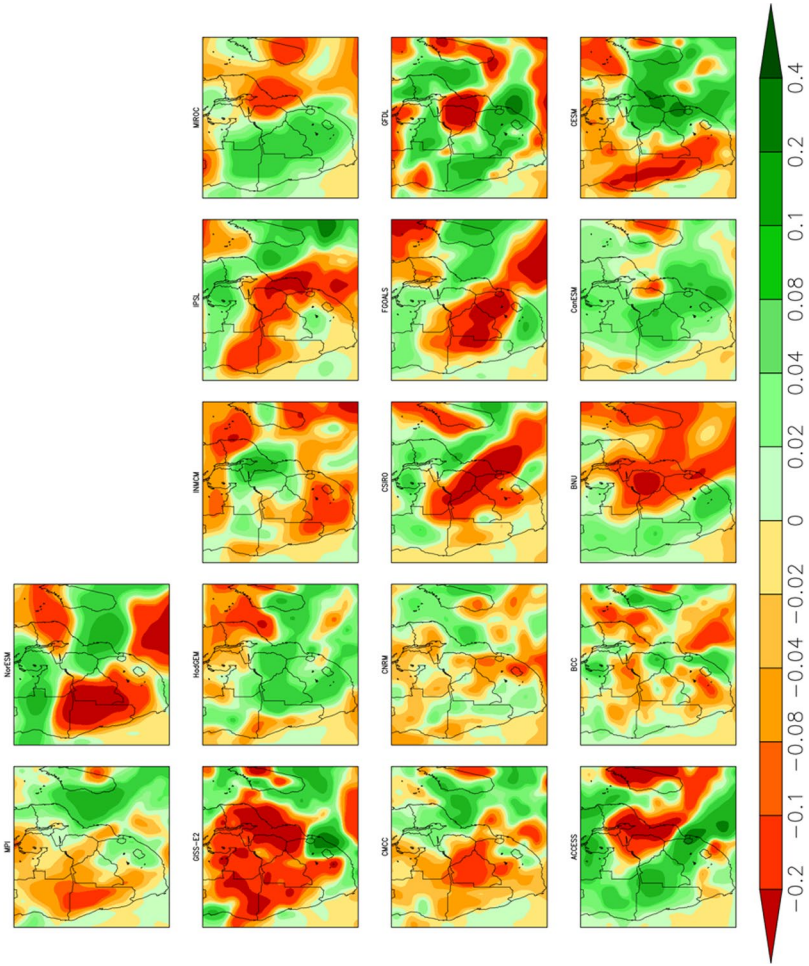 MPI NorESM
GISS-E2 HadGEM INMCM IPSL MIROC
CMCC CNRM CSIRO FGOALS GFDL
ACCESS BCC BNU CanESM CESM
−0.2 −0.1 −0.08 −0.04 −0.02 0 0.02 0.04 0.08 0.1 0.2 0.4